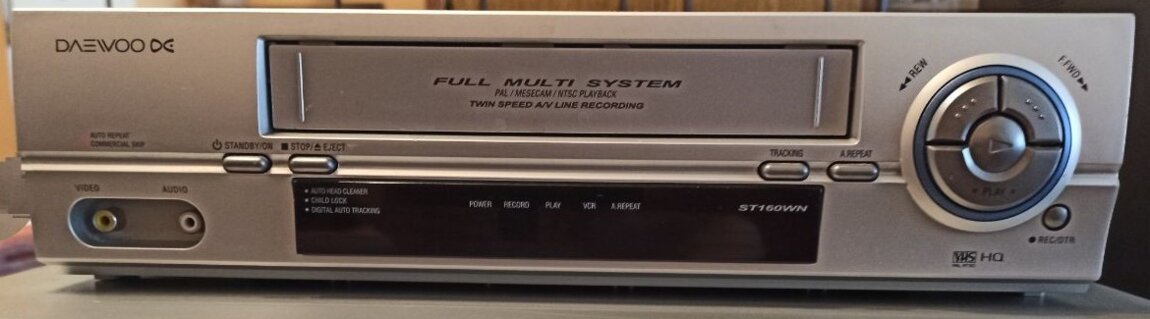 DAEWOO
FULL MULTI SYSTEM
PAL / MESECAM / NTSC PLAYBACK
TWIN SPEED A/V LINE RECORDING
◀◀ REW
F.FWD ▶▶
AUTO REPEAT
COMMERCIAL SKIP
STANDBY/ON
STOP/ EJECT
TRACKING
A.REPEAT
PLAY
VIDEO
AUDIO
• AUTO HEAD CLEANER
• CHILD LOCK
• DIGITAL AUTO TRACKING
POWER RECORD PLAY VCR A.REPEAT
ST160WN
● REC/OTR
VHS HQ